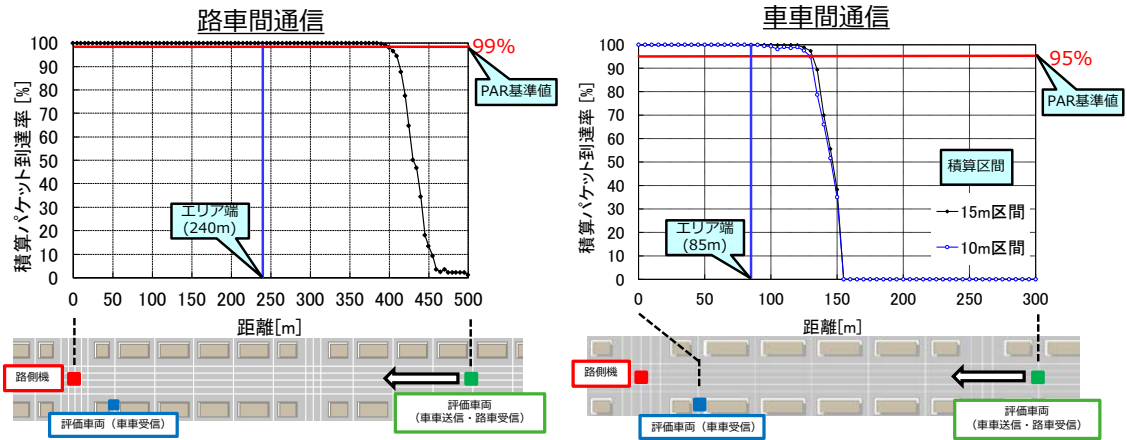 路車間通信
積算パケット到達率 [%]
100
90
80
70
60
50
40
30
20
10
0
99%
PAR基準値
エリア端
(240m)
0 50 100 150 200 250 300 350 400 450 500
距離[m]
路側機
評価車両（車車受信）
評価車両
（車車送信・路車受信）
車車間通信
積算パケット到達率 [%]
100
90
80
70
60
50
40
30
20
10
0
95%
PAR基準値
積算区間
15m区間
10m区間
エリア端
(85m)
0 50 100 150 200 250 300
距離[m]
路側機
評価車両（車車受信）
評価車両
（車車送信・路車受信）